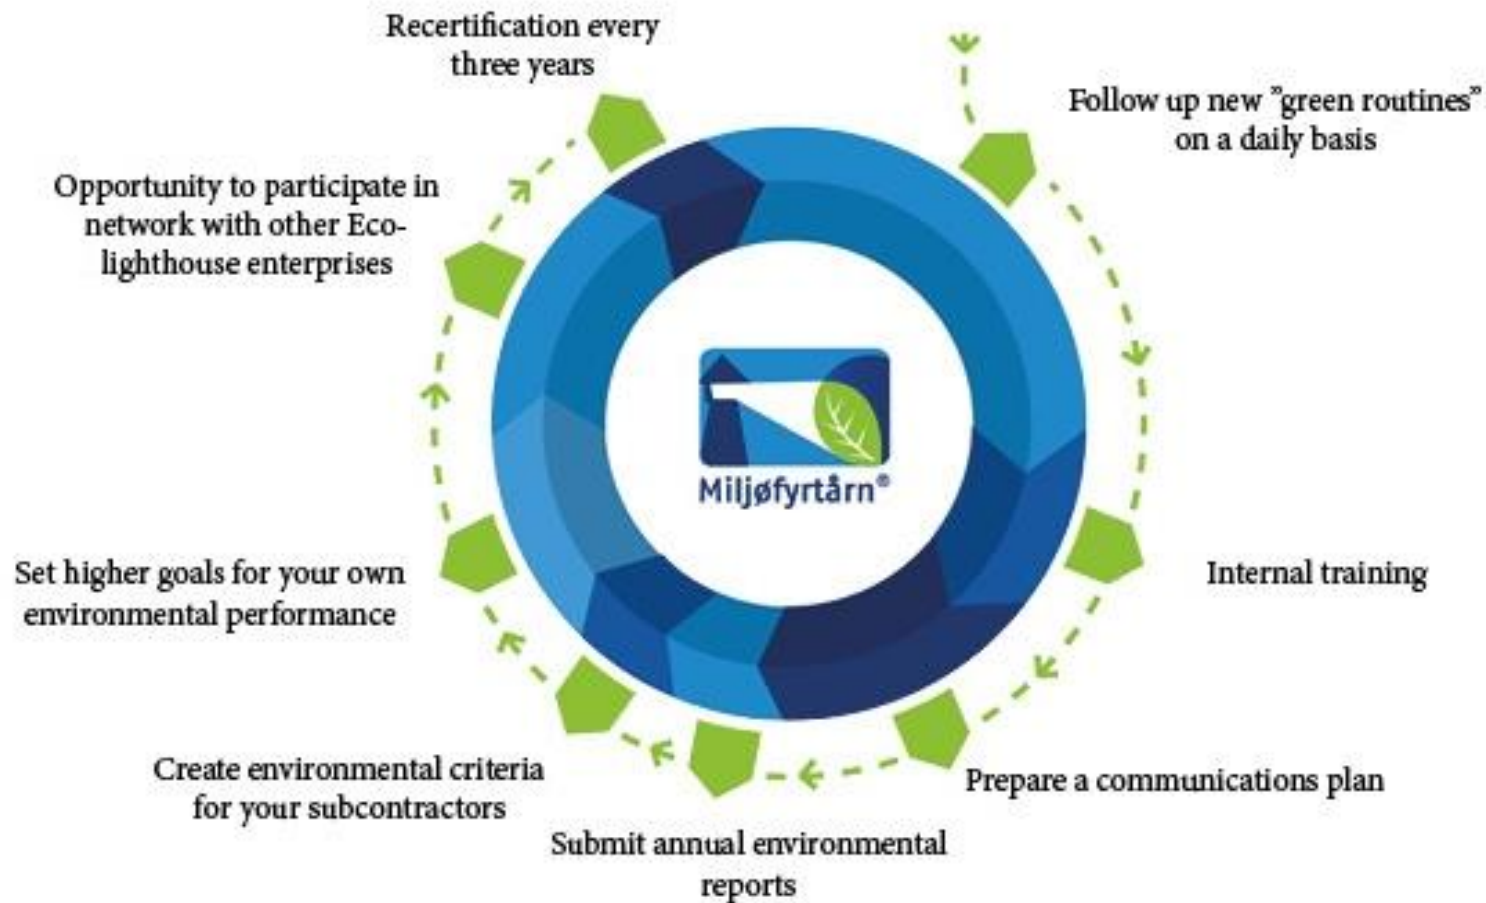 Recertification every
three years
Follow up new ”green routines”
on a daily basis
Opportunity to participate in
network with other Eco-
lighthouse enterprises
Miljøfyrtårn®
Set higher goals for your own
environmental performance
Internal training
Create environmental criteria
for your subcontractors
Prepare a communications plan
Submit annual environmental
reports